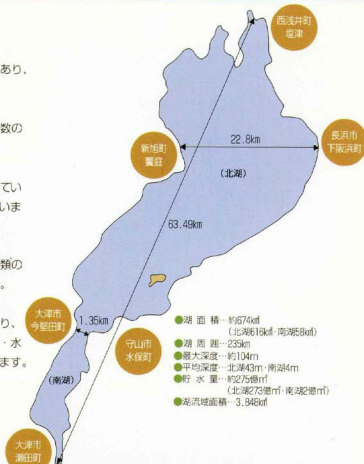 あり、
数の
てい
いま
類の
。
り、
・水
ます。
西浅井町
塩津
22.8km
新旭町
饗庭
長浜市
下阪浜町
(北湖)
63.49km
大津市
今堅田町
1.35km
守山市
水保町
(南湖)
大津市
瀬田町
●湖面積…約674㎢
(北湖616㎢・南湖58㎢)
●湖周囲…235km
●最大深度…約104m
●平均深度…北湖43m・南湖4m
●貯水量…約275億㎥
(北湖273億㎥・南湖2億㎥)
●湖流域面積…3,848㎢